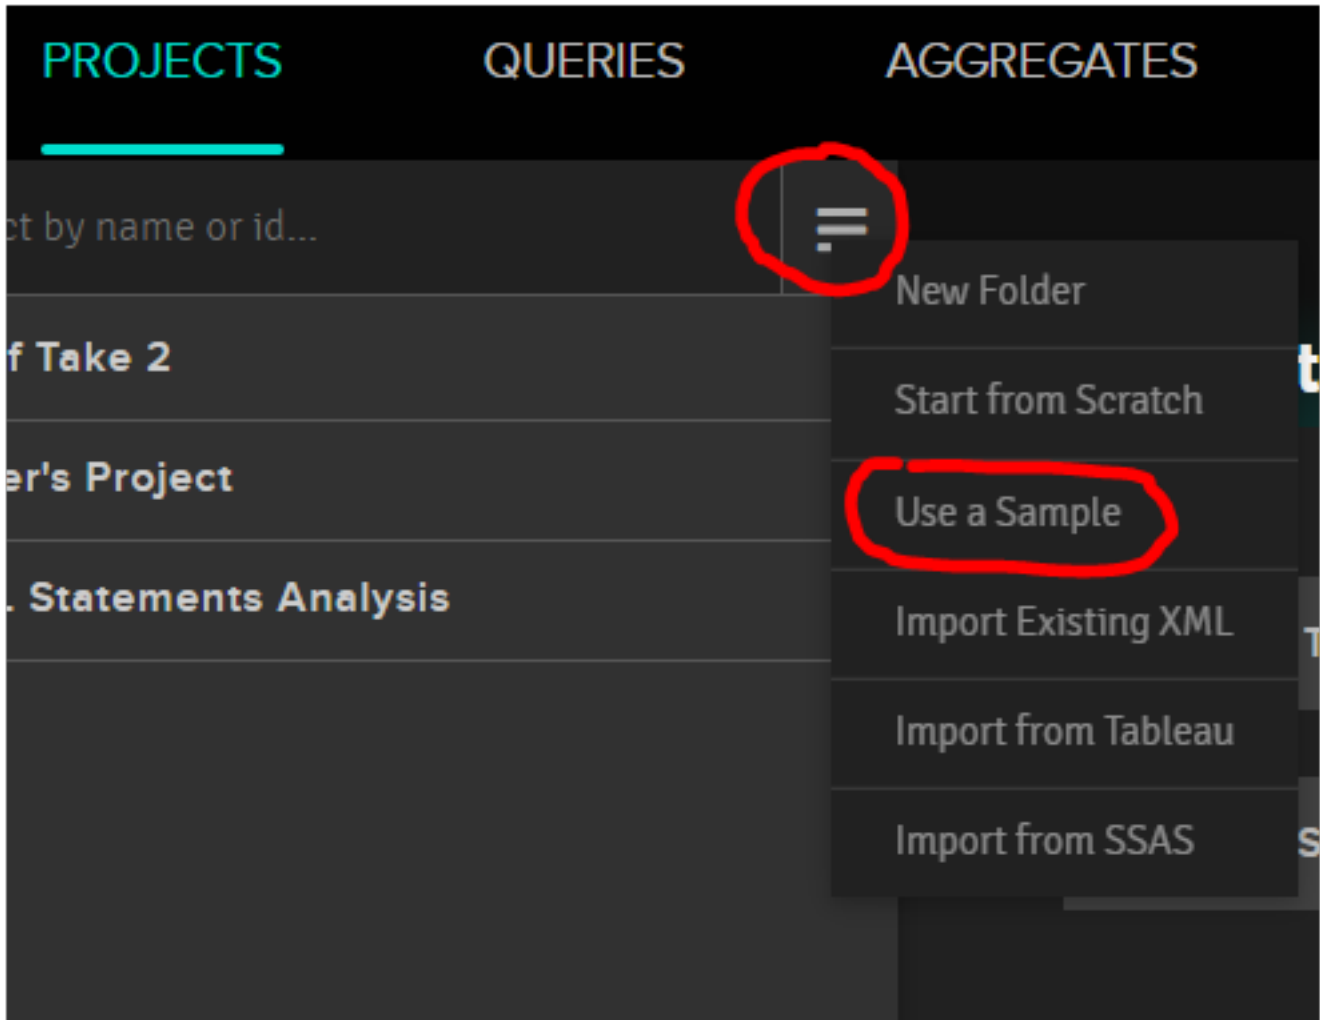 PROJECTS QUERIES AGGREGATES
ct by name or id...
New Folder
f Take 2
Start from Scratch
er's Project
Use a Sample
. Statements Analysis
Import Existing XML
Import from Tableau
Import from SSAS